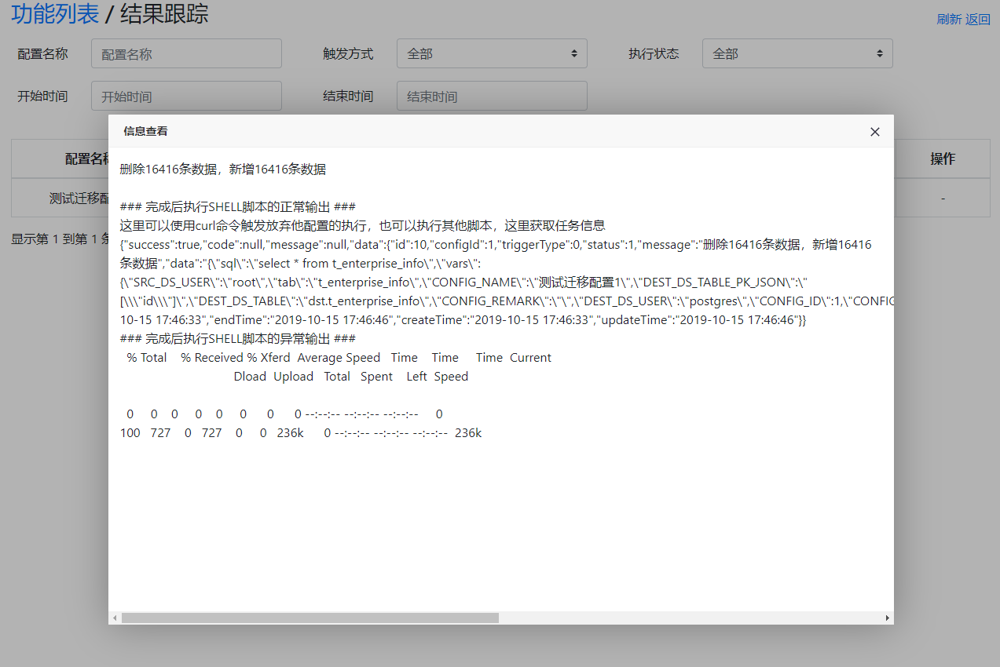 功能列表 / 结果跟踪
刷新 返回
配置名称 配置名称 触发方式 全部 执行状态 全部
开始时间 开始时间 结束时间 结束时间
信息查看
配置名称 操作
测试迁移配 -
显示第 1 到第 1 条
删除16416条数据，新增16416条数据
### 完成后执行SHELL脚本的正常输出 ###
这里可以使用curl命令触发放弃他配置的执行，也可以执行其他脚本，这里获取任务信息
{"success":true,"code":null,"message":null,"data":{"id":10,"configId":1,"triggerType":0,"status":1,"message":"删除16416条数据，新增16416
条数据","data":"{\"sql\":\"select * from t_enterprise_info\",\"vars\":
{\"SRC_DS_USER\":\"root\",\"tab\":\"t_enterprise_info\",\"CONFIG_NAME\":\"测试迁移配置1\",\"DEST_DS_TABLE_PK_JSON\":\"
[\\\"id\\\"]\",\"DEST_DS_TABLE\":\"dst.t_enterprise_info\",\"CONFIG_REMARK\":\"\",\"DEST_DS_USER\":\"postgres\",\"CONFIG_ID\":1,\"CONFIG
10-15 17:46:33","endTime":"2019-10-15 17:46:46","createTime":"2019-10-15 17:46:33","updateTime":"2019-10-15 17:46:46"}}
### 完成后执行SHELL脚本的异常输出 ###
% Total % Received % Xferd Average Speed Time Time Time Current
Dload Upload Total Spent Left Speed
0 0 0 0 0 0 0 0 --:--:-- --:--:-- --:--:-- 0
100 727 0 727 0 0 236k 0 --:--:-- --:--:-- --:--:-- 236k